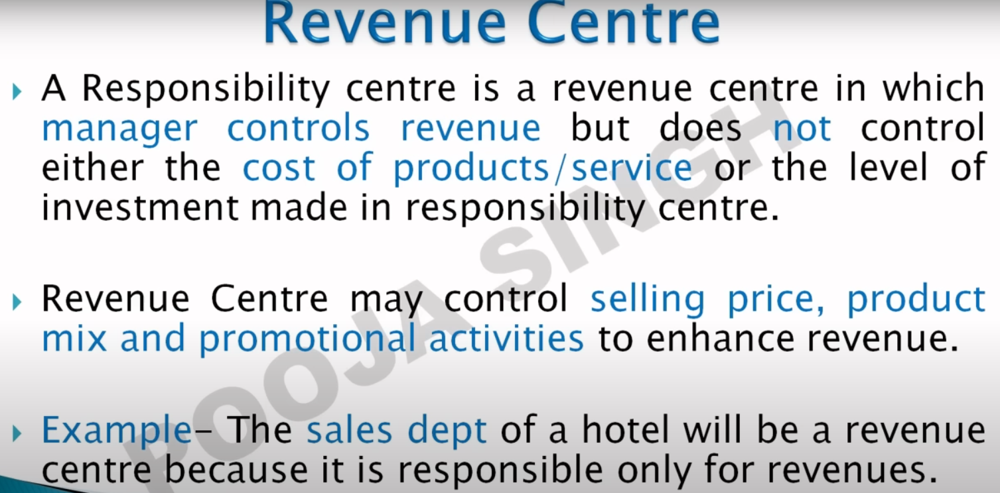 Revenue Centre
A Responsibility centre is a revenue centre in which
manager controls revenue but does not control
either the cost of products/service or the level of
investment made in responsibility centre.
Revenue Centre may control selling price, product
mix and promotional activities to enhance revenue.
Example– The sales dept of a hotel will be a revenue
centre because it is responsible only for revenues.
POOJA SINGH